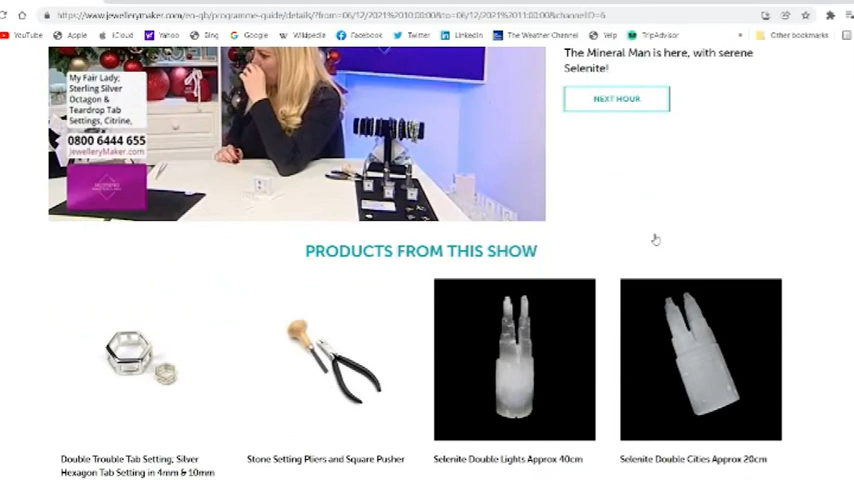 https://www.jewellerymaker.com/en-qb/programme-guide/details/?from=06/12/2021%2010:00:00&to=06/12/2021%2011:00:00&channelID=6
YouTube Apple iCloud Yahoo Bing Google Wikipedia Facebook Twitter LinkedIn The Weather Channel Yelp TripAdvisor » Other bookmarks
My Fair Lady;
Sterling Silver
Octagon &
Teardrop Tab
Settings, Citrine,
0800 6444 655
JewelleryMaker.com
The Mineral Man is here, with serene
Selenite!
NEXT HOUR
PRODUCTS FROM THIS SHOW
Double Trouble Tab Setting, Silver
Hexagon Tab Setting in 4mm & 10mm
Stone Setting Pliers and Square Pusher
Selenite Double Lights Approx 40cm
Selenite Double Cities Approx 20cm